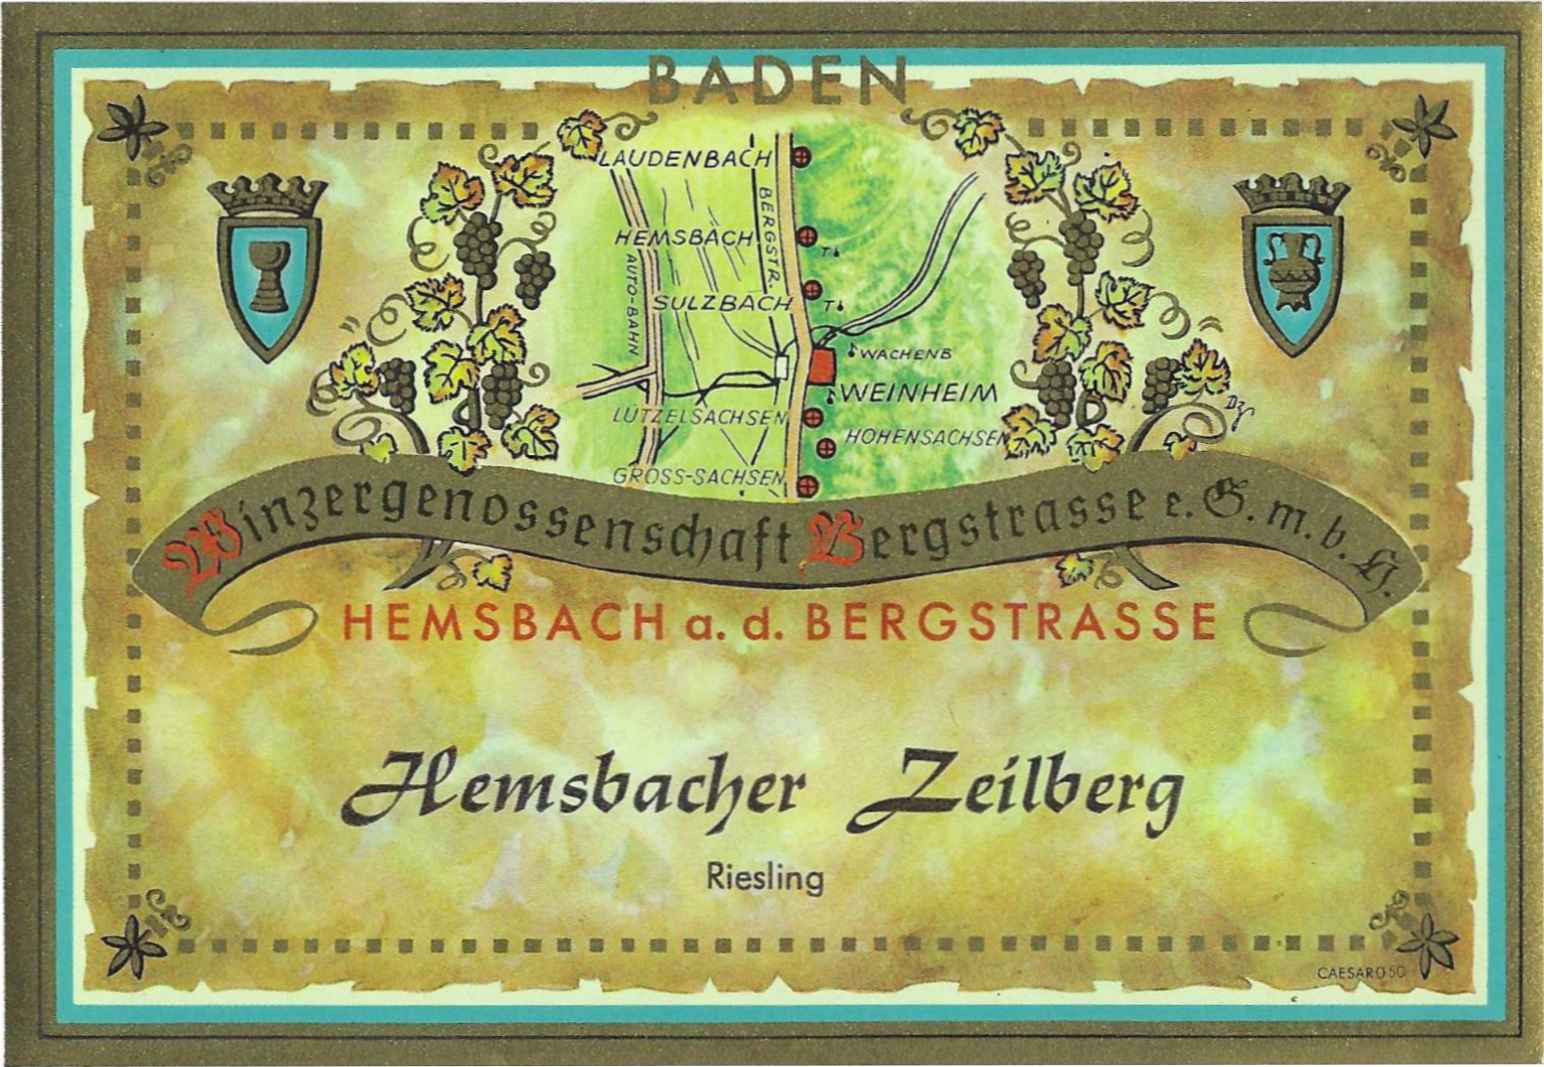 BADEN
LAUDENBACH
BERGSTR.
HEMSBACH
AUTO-BAHN
T
SULZBACH
T
WACHENB
WEINHEIM
LÜTZELSACHSEN
HOHENSACHSEN
GROSS-SACHSEN
Winzergenossenschaft Bergstrasse e. G. m. b. H.
HEMSBACH a. d. BERGSTRASSE
Hemsbacher Zeilberg
Riesling